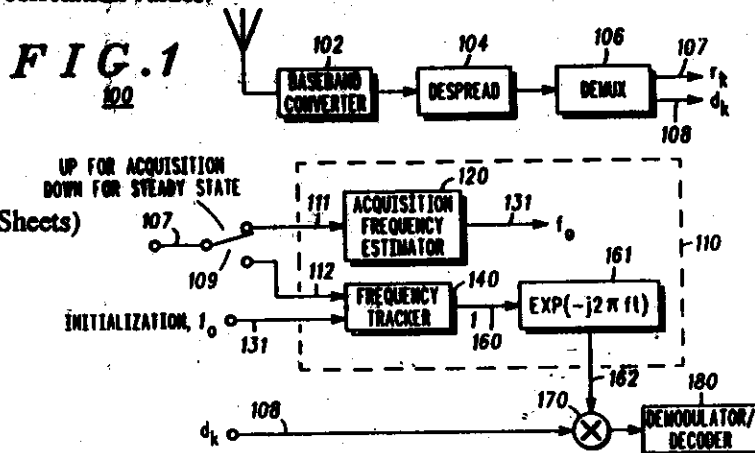 FIG.1
100
102
BASEBAND
CONVERTER
104
DESPREAD
106
DEMUX
107
r_k
d_k
108
UP FOR ACQUISITION
DOWN FOR STEADY STATE
Sheets)
107
109
111
112
120
ACQUISITION
FREQUENCY
ESTIMATOR
131
f_o
110
140
FREQUENCY
TRACKER
161
EXP(-j2πft)
f
160
INITIALIZATION, f_o
131
162
170
180
DEMODULATOR/
DECODER
d_k
108